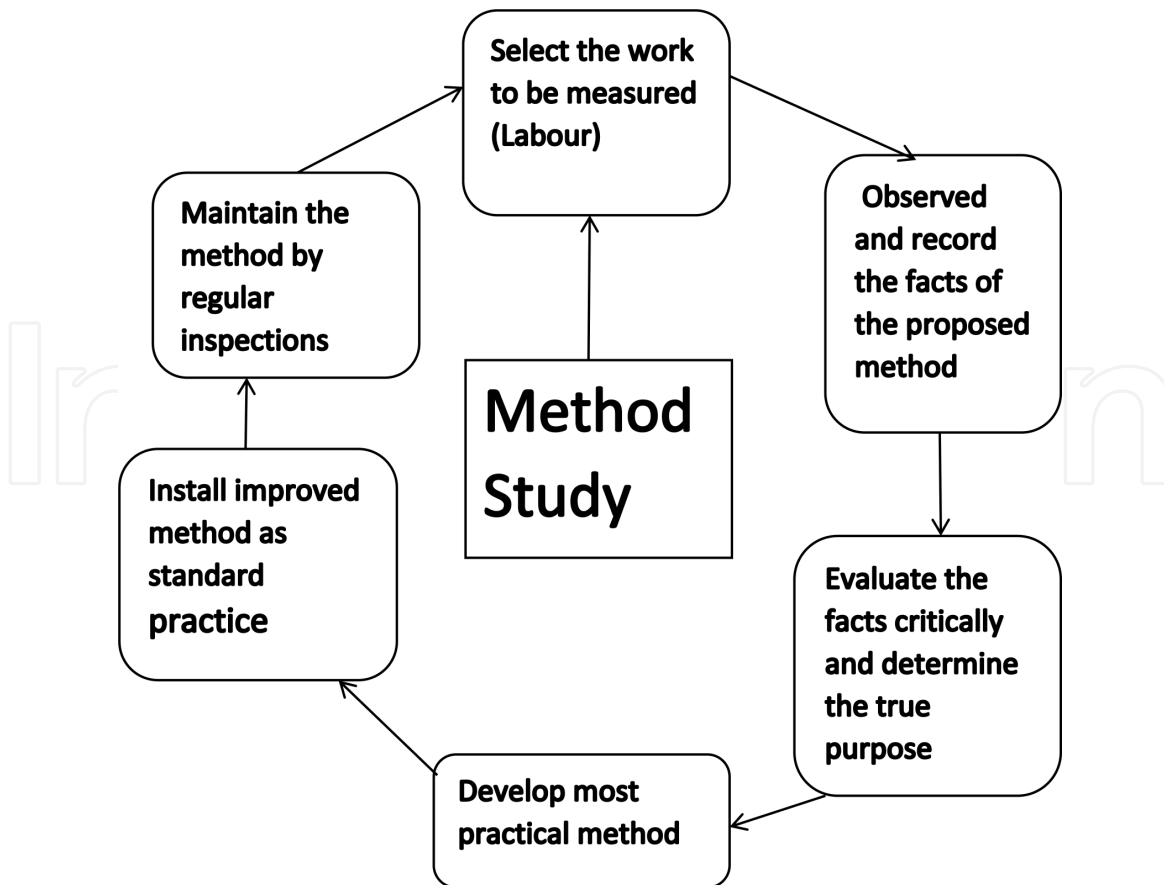 Select the work
to be measured
(Labour)
Observed
and record
the facts of
the proposed
method
Evaluate the
facts critically
and determine
the true
purpose
Develop most
practical method
Install improved
method as
standard
practice
Maintain the
method by
regular
inspections
Method
Study